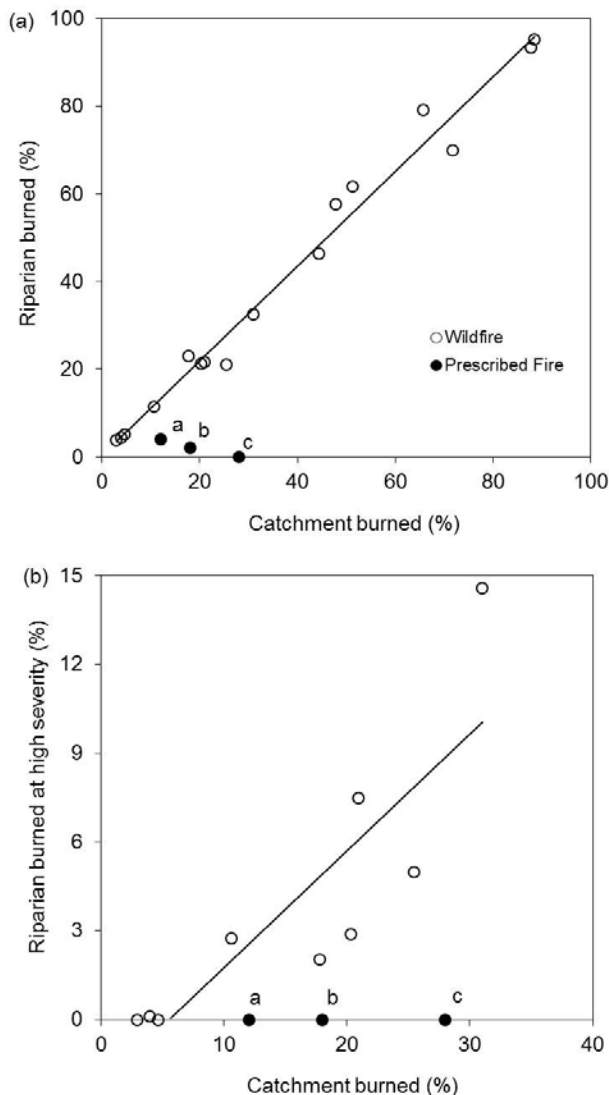 (a)
100
80
60
40
20
0
Riparian burned (%)
Wildfire
Prescribed Fire
a
b
c
0 20 40 60 80 100
Catchment burned (%)
(b)
15
12
9
6
3
0
Riparian burned at high severity (%)
a b c
0 10 20 30 40
Catchment burned (%)